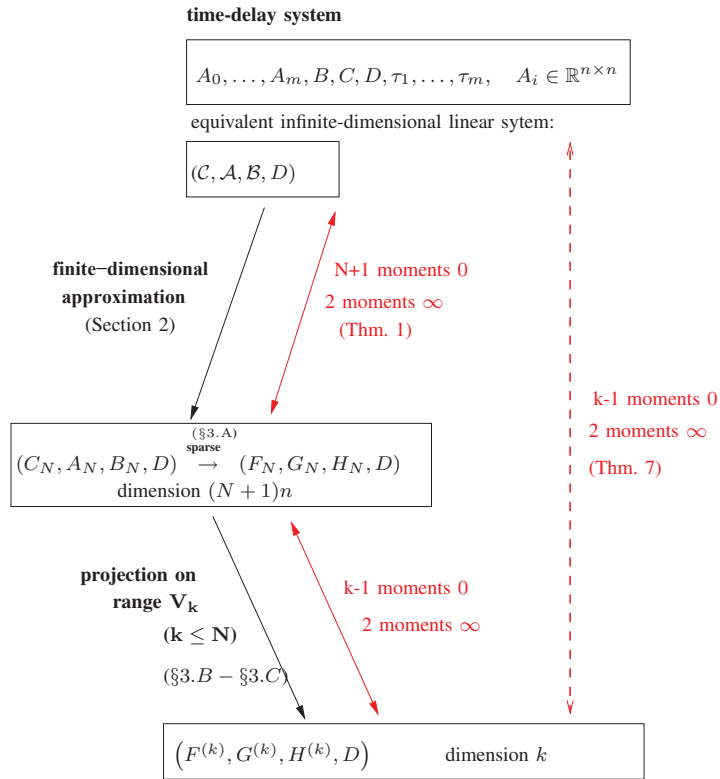 time-delay system
A_0, …, A_m, B, C, D, τ_1, …, τ_m, A_i ∈ ℝ^{n×n}
equivalent infinite-dimensional linear sytem:
(𝒞, 𝒜, ℬ, D)
finite−dimensional
approximation
(Section 2)
N+1 moments 0
2 moments ∞
(Thm. 1)
k-1 moments 0
2 moments ∞
(Thm. 7)
(§3.A)
sparse
(C_N, A_N, B_N, D) → (F_N, G_N, H_N, D)
dimension (N + 1)n
projection on
range V_k
(k ≤ N)
(§3.B − §3.C)
k-1 moments 0
2 moments ∞
(F^{(k)}, G^{(k)}, H^{(k)}, D) dimension k